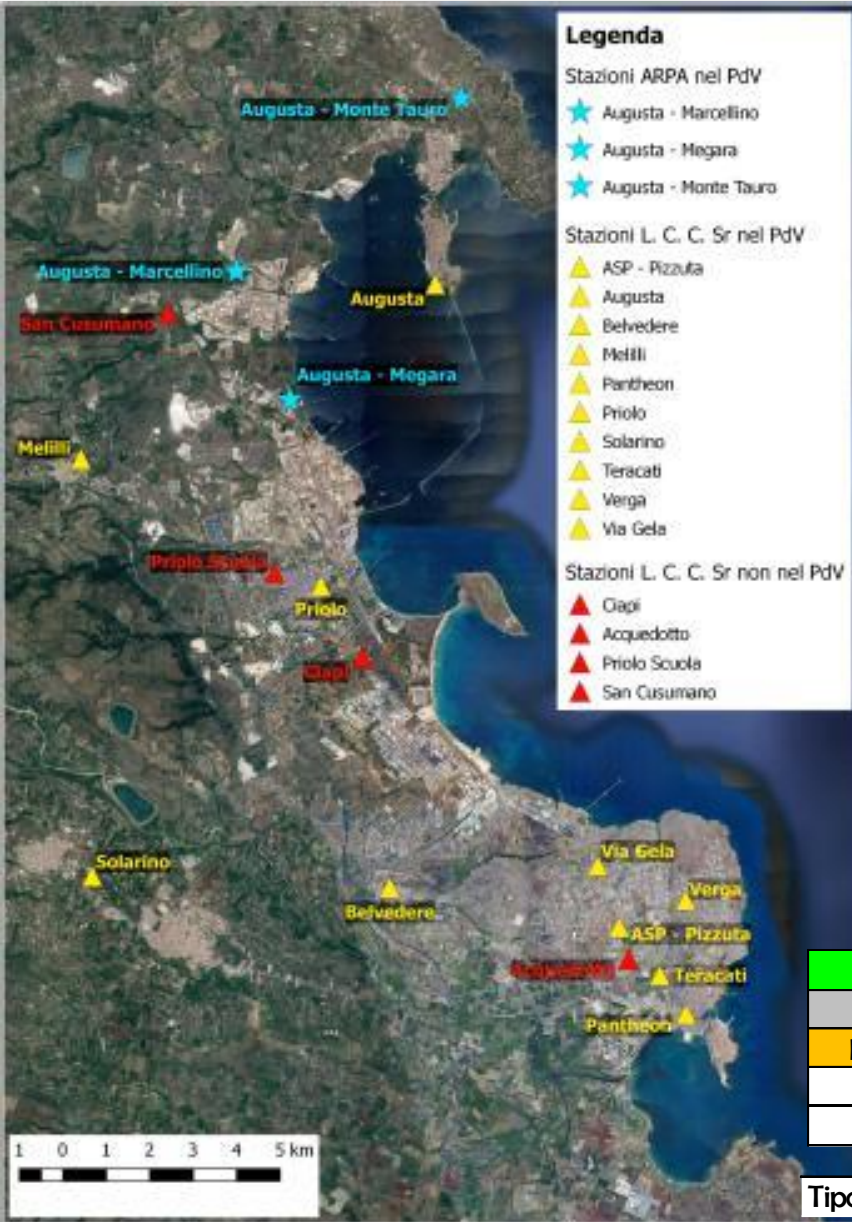 Legenda
Stazioni ARPA nel PdV
Augusta - Marcellino
Augusta - Megara
Augusta - Monte Tauro
Stazioni L. C. C. Sr nel PdV
ASP - Pizzuta
Augusta
Belvedere
Melilli
Pantheon
Priolo
Solarino
Teracati
Verga
Via Gela
Stazioni L. C. C. Sr non nel PdV
Ciapi
Acquedotto
Priolo Scuola
San Cusumano
Augusta - Monte Tauro
Augusta - Marcellino
Augusta
San Cusumano
Augusta - Megara
Melilli
Priolo Scuola
Priolo
Ciapi
Solarino
Via Gela
Verga
Belvedere
ASP - Pizzuta
Acquedotto
Teracati
Pantheon
1 0 1 2 3 4 5 km
Tipo